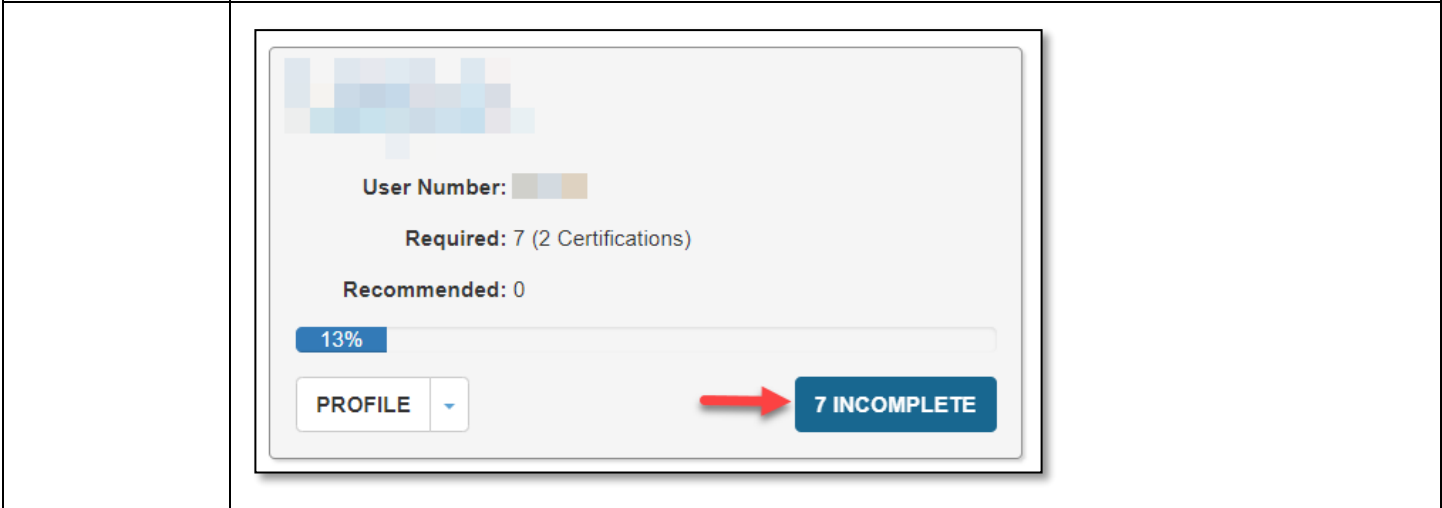 User Number:
Required: 7 (2 Certifications)
Recommended: 0
13%
PROFILE
7 INCOMPLETE